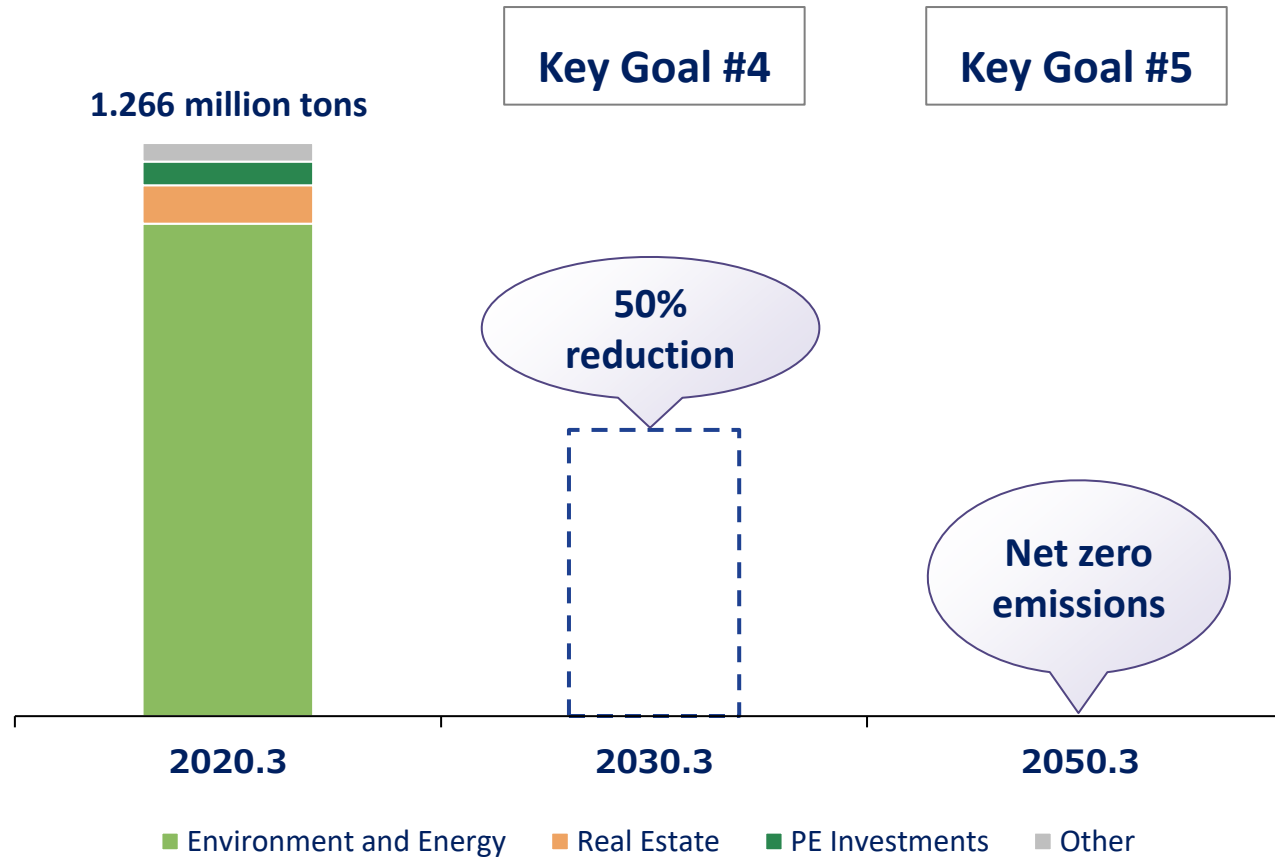 Key Goal #4
Key Goal #5
1.266 million tons
50%
reduction
Net zero
emissions
2020.3
2030.3
2050.3
Environment and Energy
Real Estate
PE Investments
Other